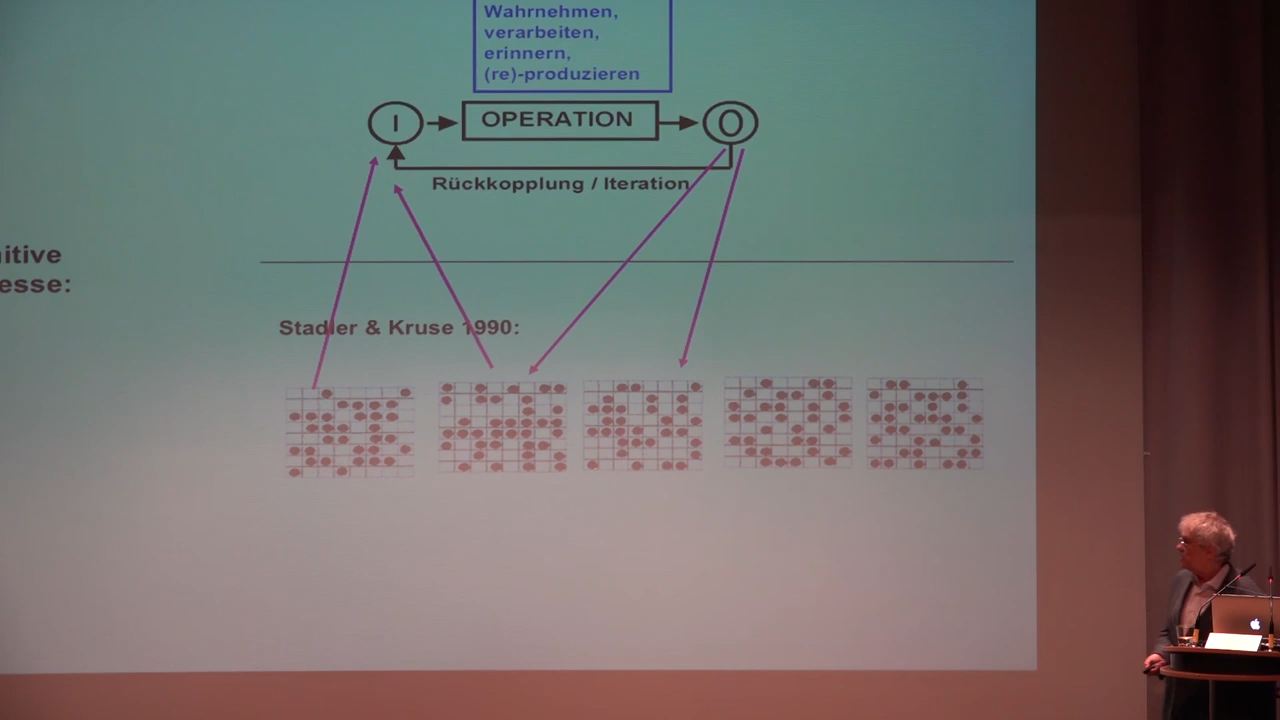 Wahrnehmen,
verarbeiten,
erinnern,
(re)-produzieren
I
OPERATION
O
Rückkopplung / Iteration
nitive
esse:
Stadler & Kruse 1990: